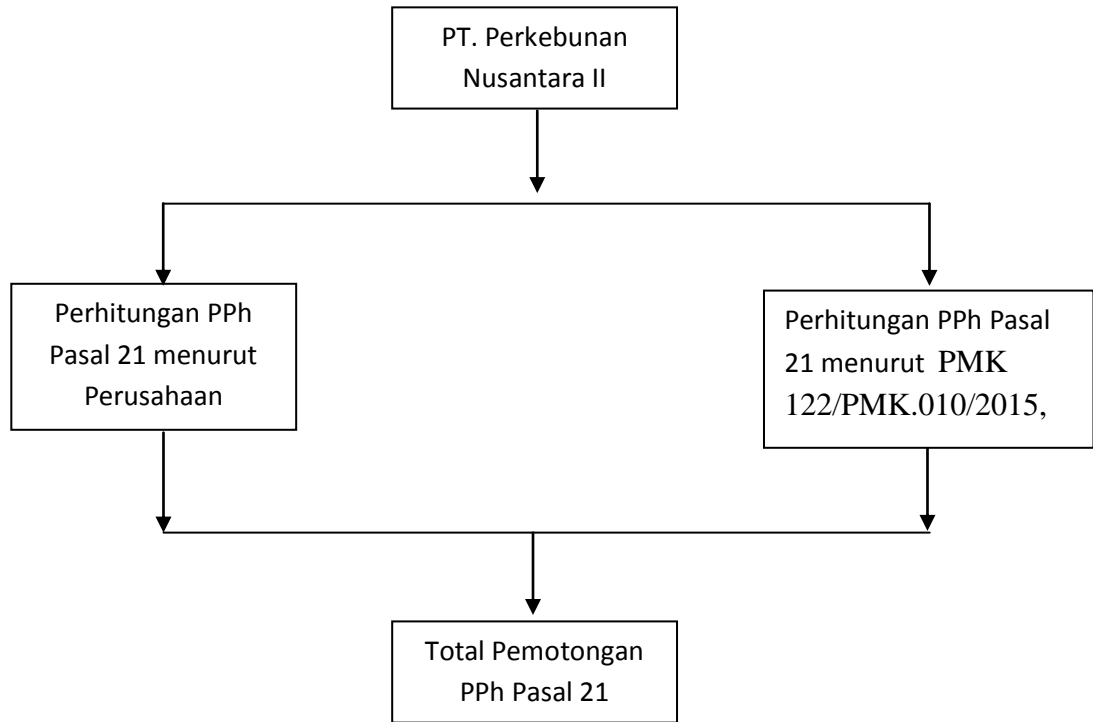 PT. Perkebunan
Nusantara II
Perhitungan PPh
Pasal 21 menurut
Perusahaan
Perhitungan PPh Pasal
21 menurut PMK
122/PMK.010/2015,
Total Pemotongan
PPh Pasal 21